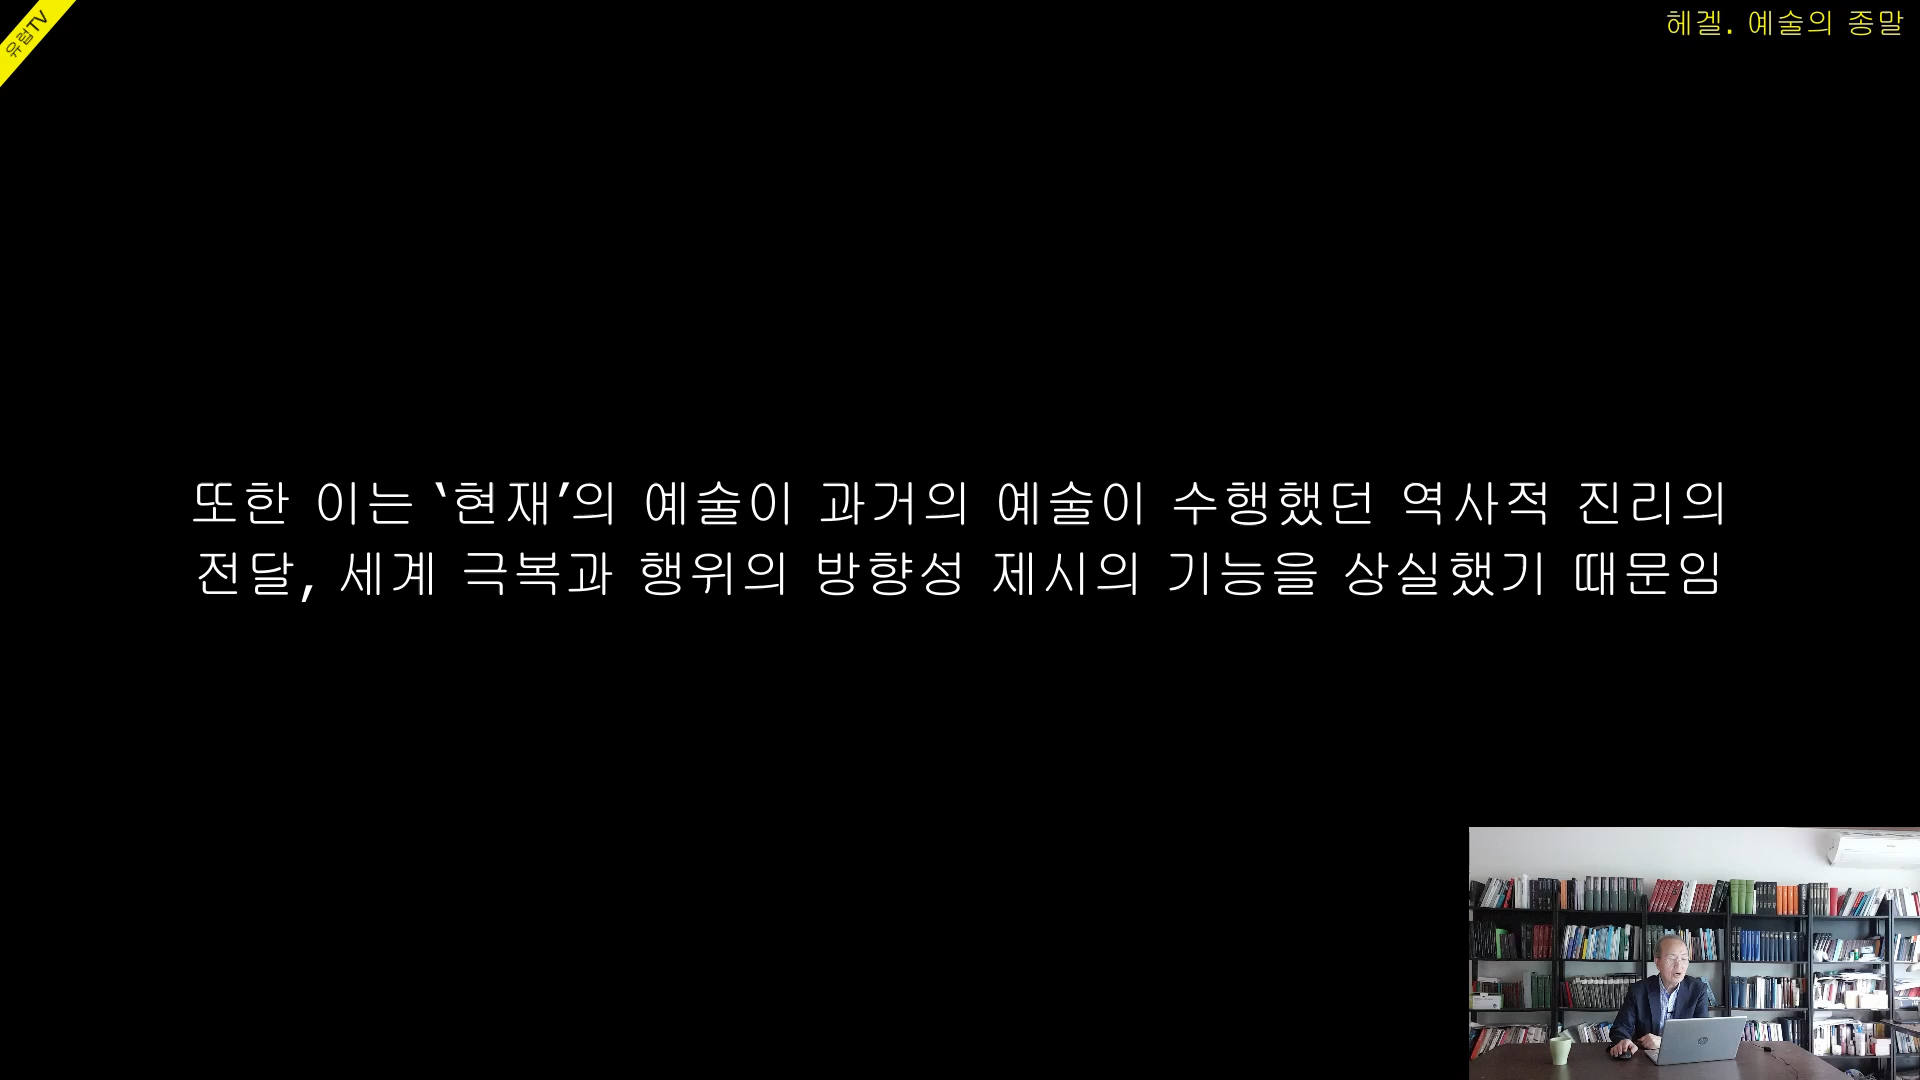 유럽TV
헤겔. 예술의 종말
또한 이는 ‘현재’의 예술이 과거의 예술이 수행했던 역사적 진리의
전달, 세계 극복과 행위의 방향성 제시의 기능을 상실했기 때문임